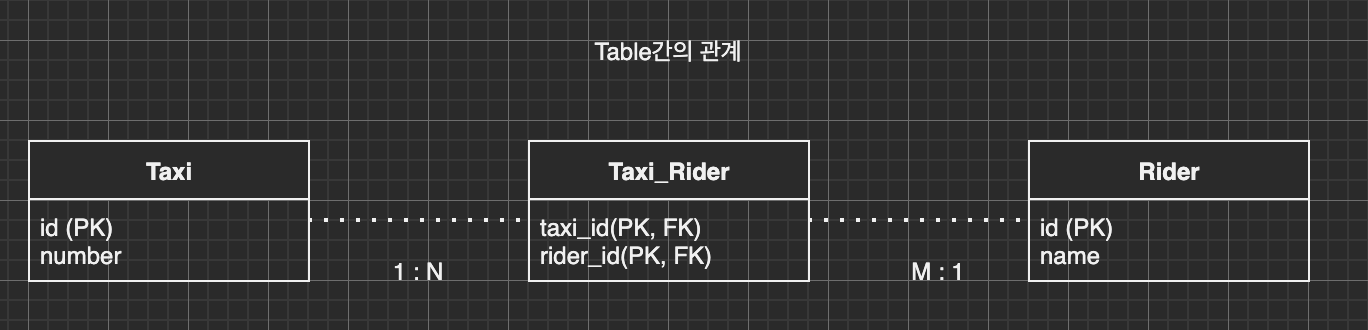 Table간의 관계
Taxi
id (PK)
number
1 : N
Taxi_Rider
taxi_id(PK, FK)
rider_id(PK, FK)
M : 1
Rider
id (PK)
name